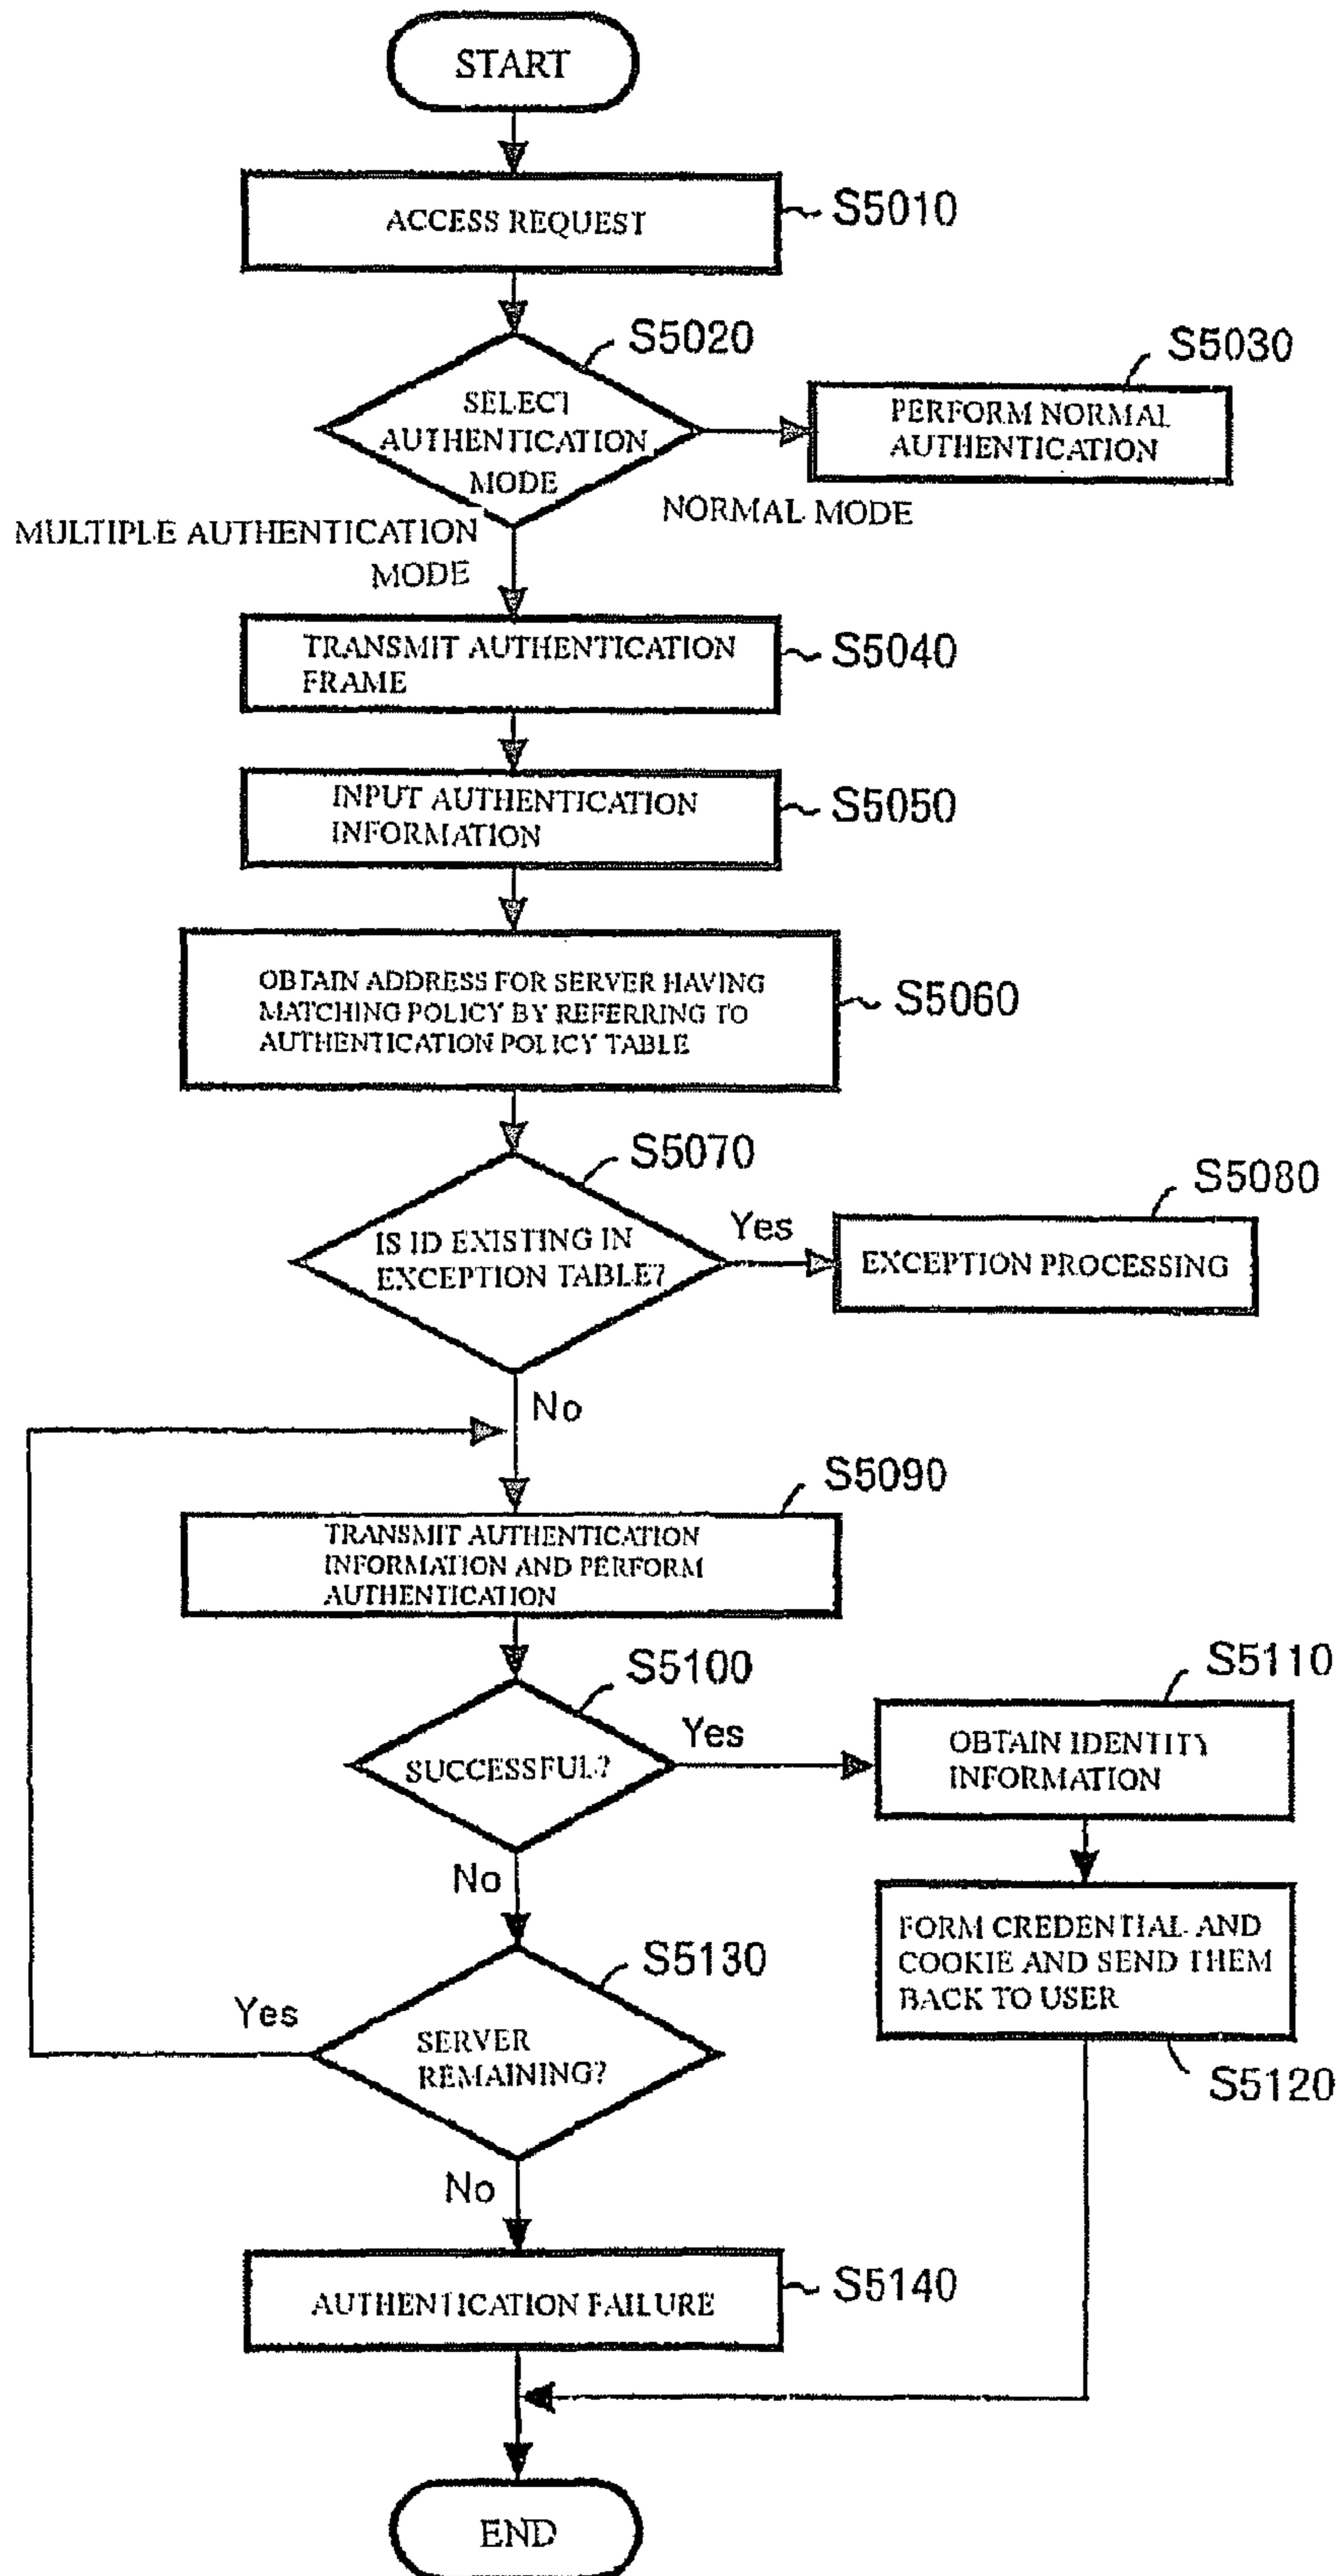 START
ACCESS REQUEST
S5010
S5020
SELECT
AUTHENTICATION
MODE
S5030
PERFORM NORMAL
AUTHENTICATION
NORMAL MODE
MULTIPLE AUTHENTICATION
MODE
TRANSMIT AUTHENTICATION
FRAME
S5040
INPUT AUTHENTICATION
INFORMATION
S5050
OBTAIN ADDRESS FOR SERVER HAVING
MATCHING POLICY BY REFERRING TO
AUTHENTICATION POLICY TABLE
S5060
S5070
IS ID EXISTING IN
EXCEPTION TABLE?
Yes
S5080
EXCEPTION PROCESSING
No
S5090
TRANSMIT AUTHENTICATION
INFORMATION AND PERFORM
AUTHENTICATION
S5100
SUCCESSFUL?
Yes
S5110
OBTAIN IDENTITY
INFORMATION
No
FORM CREDENTIAL AND
COOKIE AND SEND THEM
BACK TO USER
S5120
S5130
Yes
SERVER
REMAINING?
No
AUTHENTICATION FAILURE
S5140
END